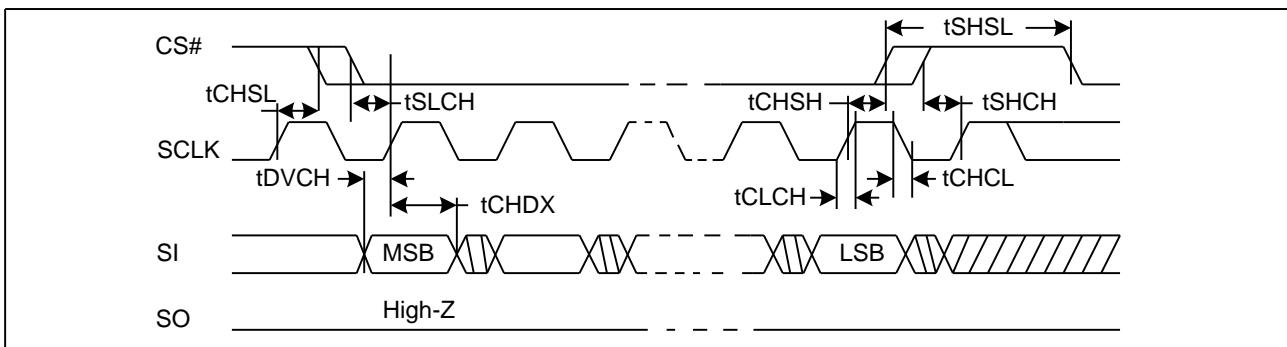 tSHSL
CS#
tCHSL
tSLCH
tCHSH
tSHCH
SCLK
tDVCH
tCHDX
tCLCH
tCHCL
SI
MSB
LSB
SO
High-Z